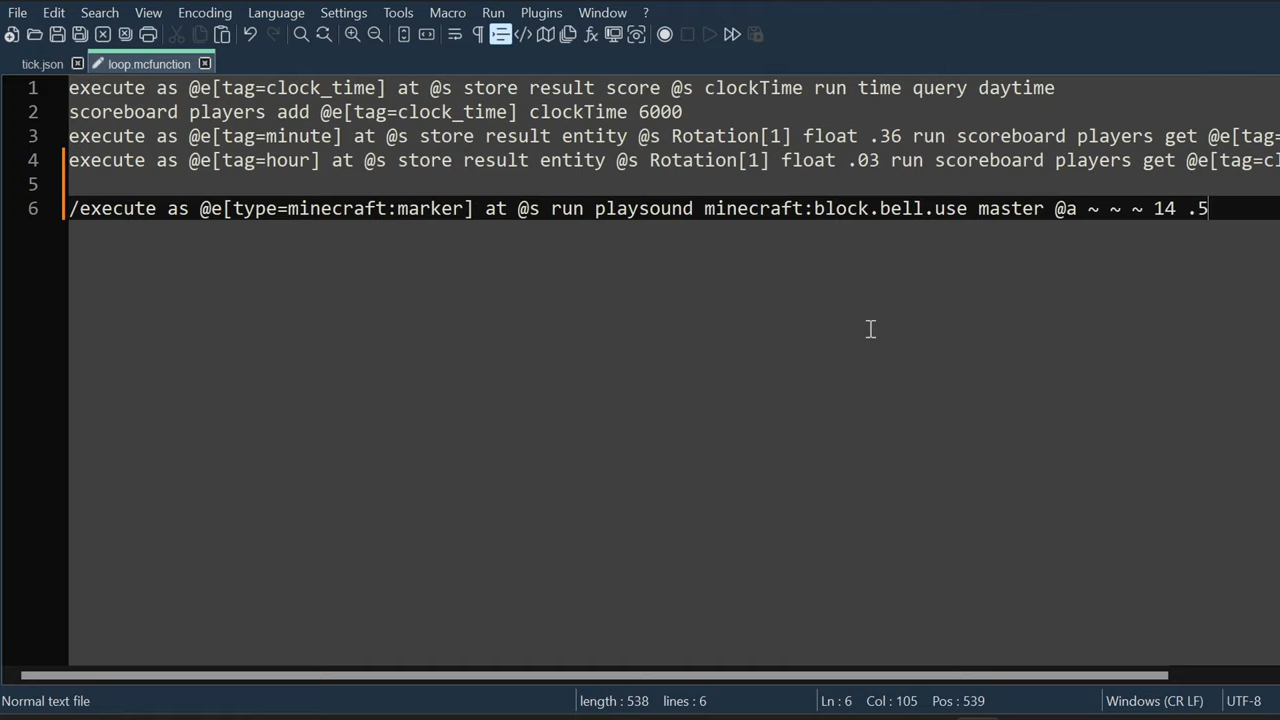 File Edit Search View Encoding Language Settings Tools Macro Run Plugins Window ?
tick.json loop.mcfunction
1 execute as @e[tag=clock_time] at @s store result score @s clockTime run time query daytime
2 scoreboard players add @e[tag=clock_time] clockTime 6000
3 execute as @e[tag=minute] at @s store result entity @s Rotation[1] float .36 run scoreboard players get @e[t
4 execute as @e[tag=hour] at @s store result entity @s Rotation[1] float .03 run scoreboard players get @e[tag=cl
5
6 /execute as @e[type=minecraft:marker] at @s run playsound minecraft:block.bell.use master @a ~ ~ ~ 14 .5
Normal text file length : 538 lines : 6 Ln : 6 Col : 105 Pos : 539 Windows (CR LF) UTF-8